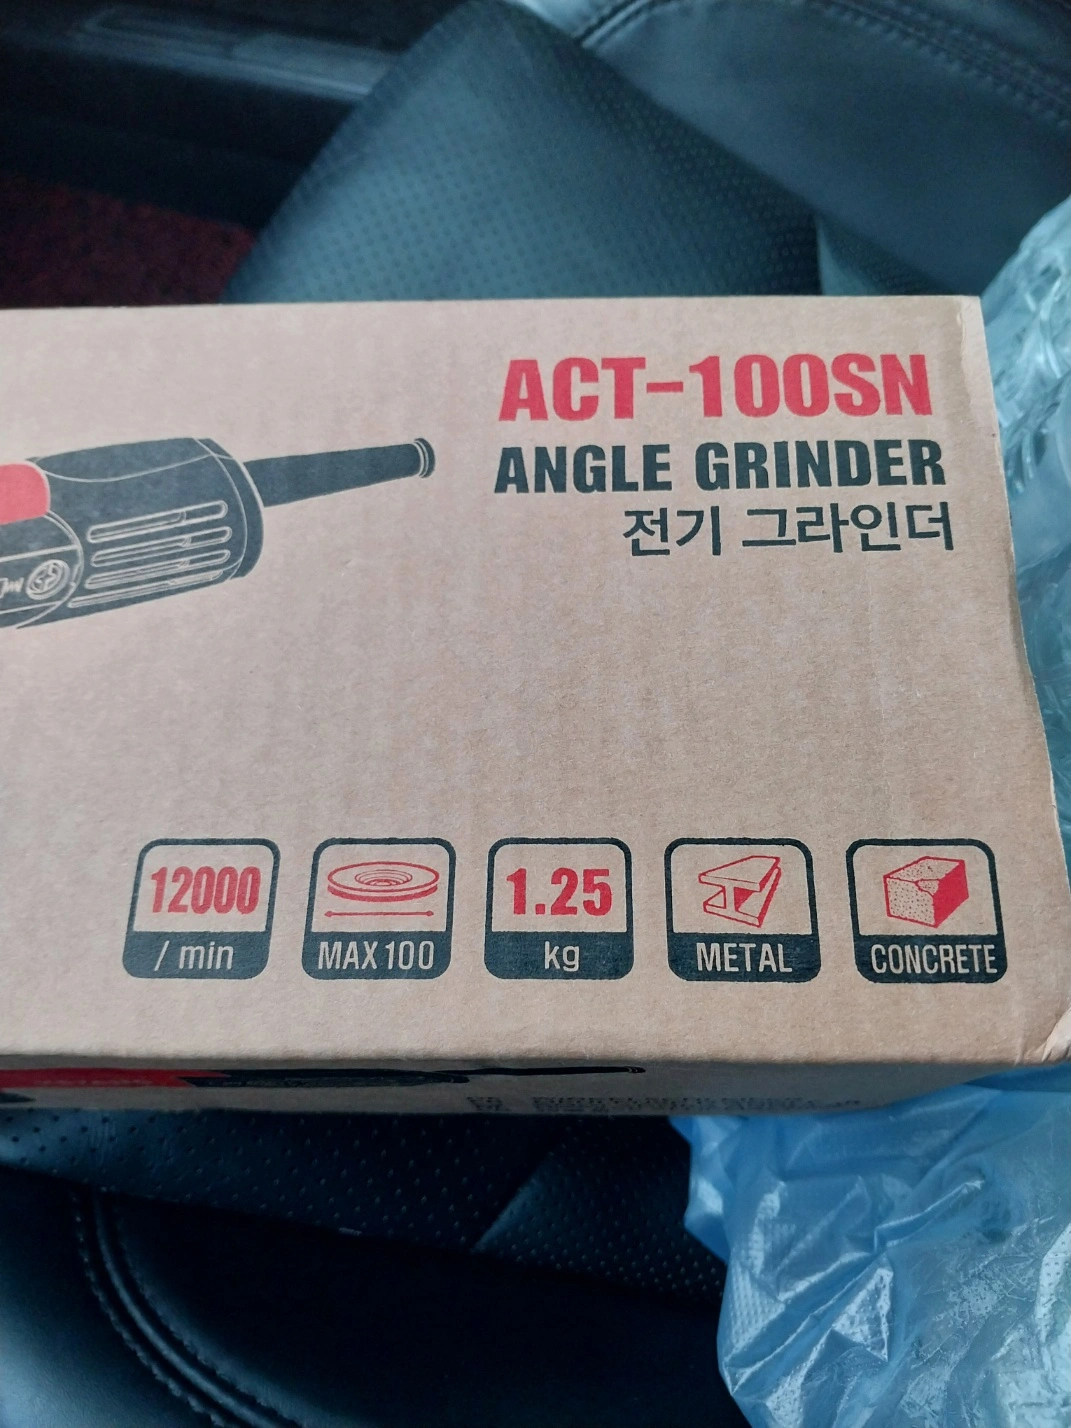 ACT-100SN
ANGLE GRINDER
전기 그라인더
12000
/ min
MAX 100
1.25
kg
METAL
CONCRETE